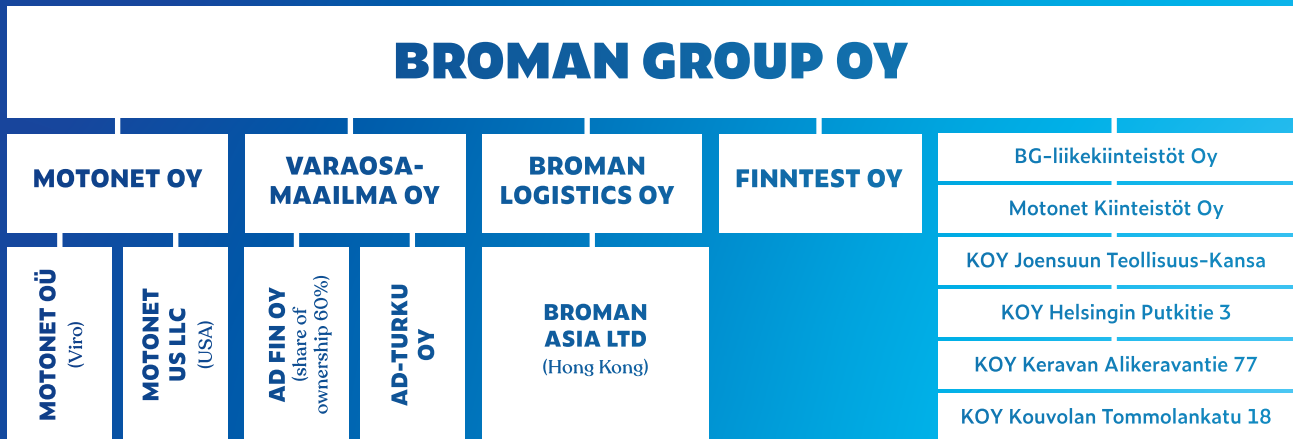 BROMAN GROUP OY
MOTONET OY
VARAOSA-
MAAILMA OY
BROMAN
LOGISTICS OY
FINNTEST OY
BG-liikekiinteistöt Oy
Motonet Kiinteistöt Oy
KOY Joensuun Teollisuus-Kansa
KOY Helsingin Putkitie 3
KOY Keravan Alikeravantie 77
KOY Kouvolan Tommolankatu 18
MOTONET OÜ
(Viro)
MOTONET
US LLC
(USA)
AD FIN OY
(share of
ownership 60%)
AD-TURKU
OY
BROMAN
ASIA LTD
(Hong Kong)